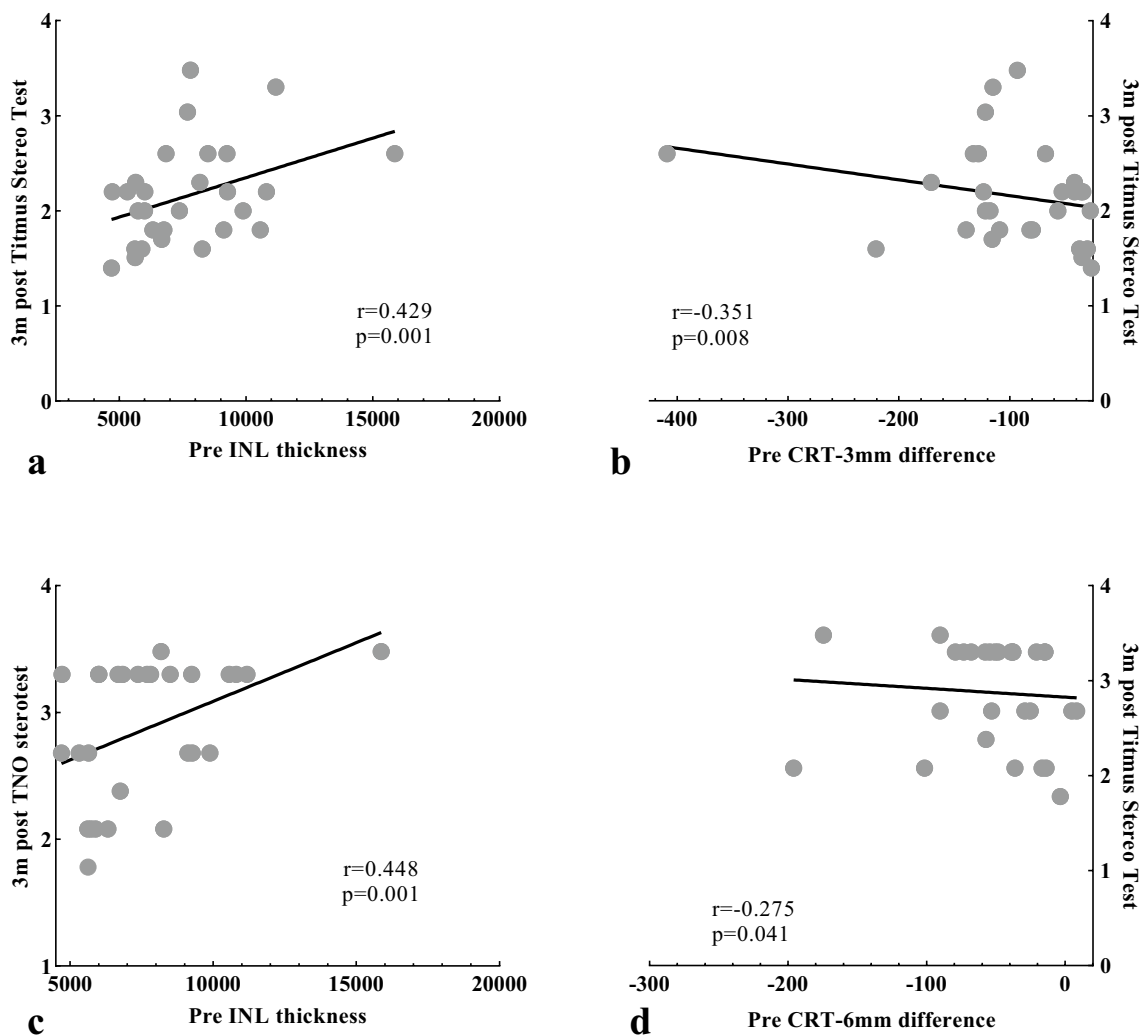 4
3
2
1
0
3m post Titmus Stereo Test
r=0.429
p=0.001
5000 10000 15000 20000
Pre INL thickness
a
4
3
2
1
0
3m post Titmus Stereo Test
r=-0.351
p=0.008
-400 -300 -200 -100
Pre CRT-3mm difference
b
4
3
2
1
3m post TNO sterotest
r=0.448
p=0.001
5000 10000 15000 20000
Pre INL thickness
c
4
3
2
1
0
3m post Titmus Stereo Test
r=-0.275
p=0.041
-300 -200 -100 0
Pre CRT-6mm difference
d